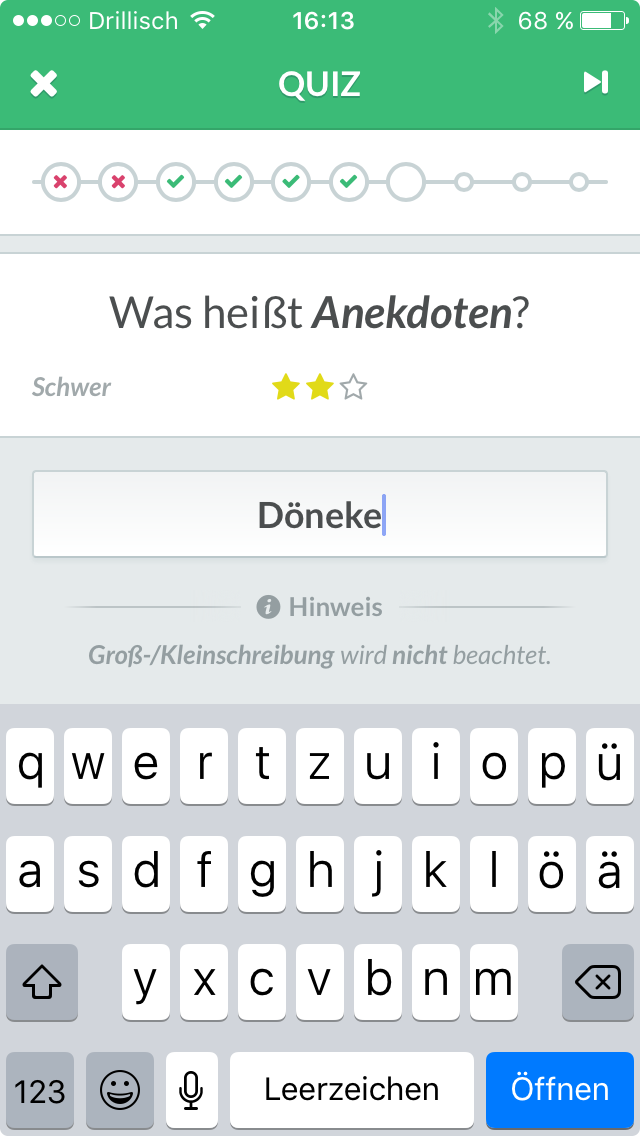 Drillisch 16:13 68 %
QUIZ
Was heißt Anekdoten?
Schwer
Döneke
Hinweis
Groß-/Kleinschreibung wird nicht beachtet.
q w e r t z u i o p ü
a s d f g h j k l ö ä
y x c v b n m
123 Leerzeichen Öffnen